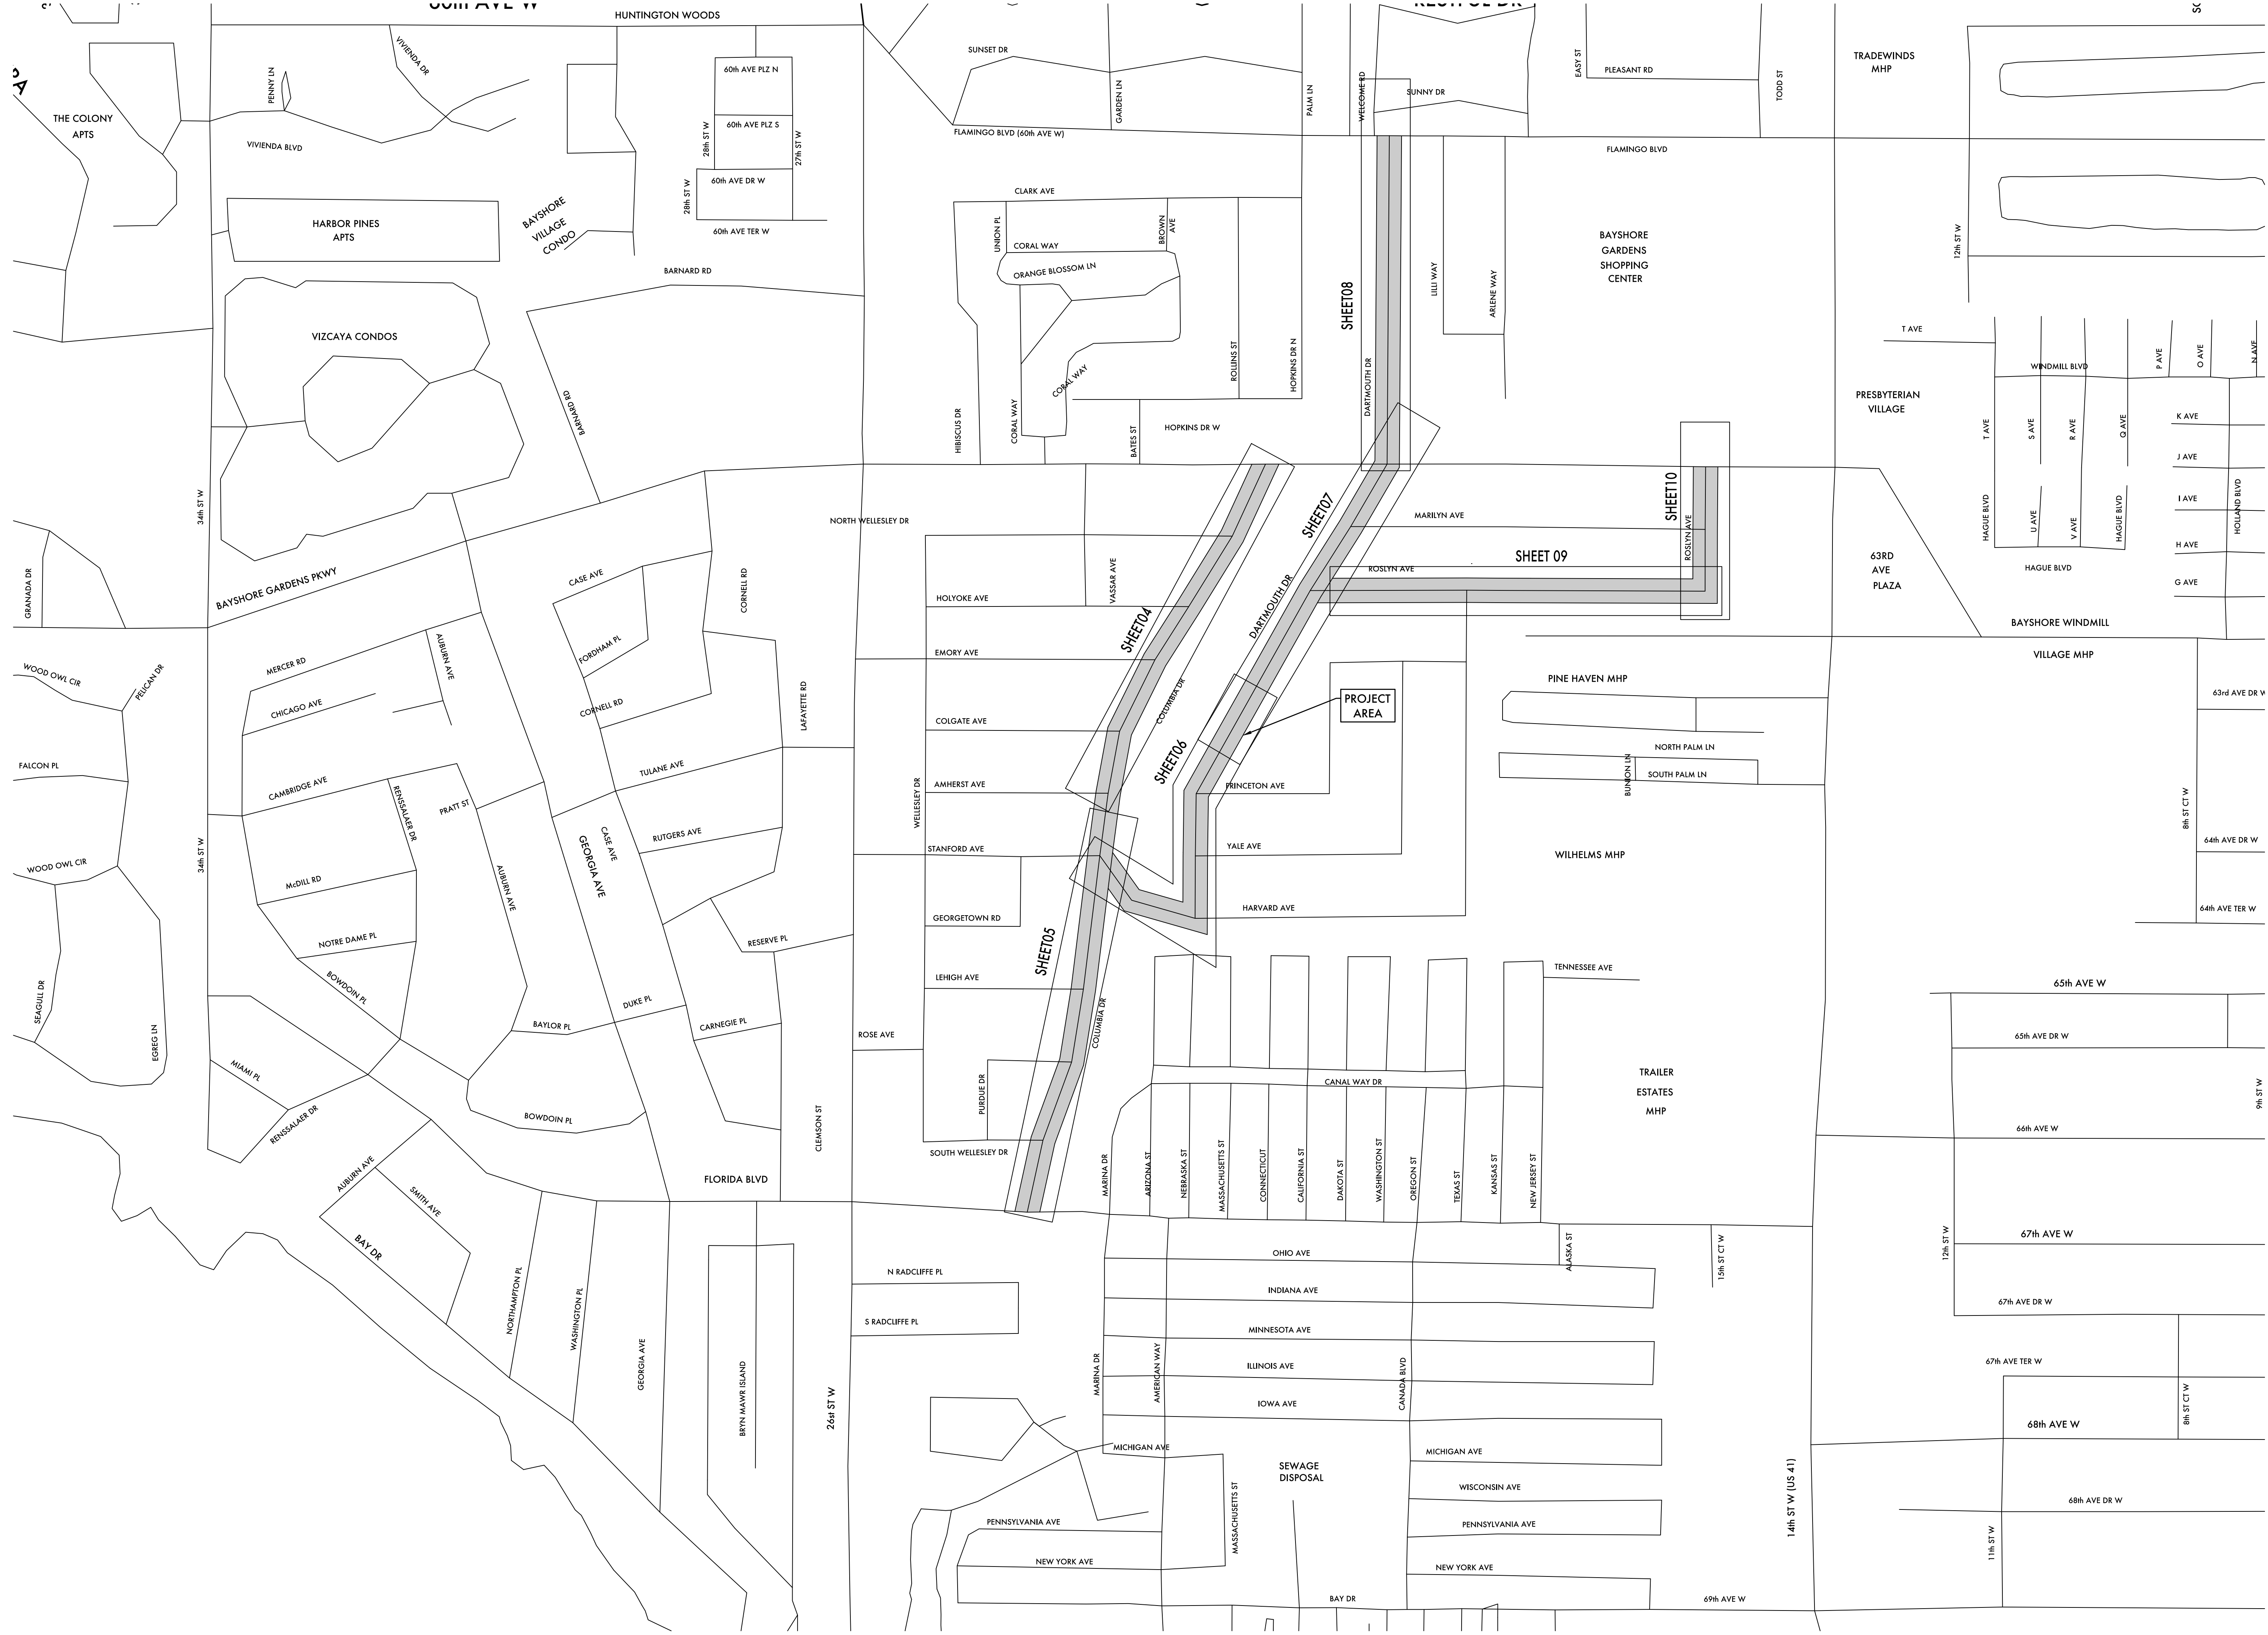 HUNTINGTON WOODS
VIVIENDA DR
PENNY LN
60th AVE PLZ N
SUNSET DR
GARDEN LN
PALM LN
WELCOME RD
SUNNY DR
EASY ST
PLEASANT RD
TODD ST
TRADEWINDS
MHP
THE COLONY
APTS
VIVIENDA BLVD
28th ST W
60th AVE PLZ S
27th ST W
FLAMINGO BLVD (60th AVE W)
FLAMINGO BLVD
28th ST W
60th AVE DR W
60th AVE TER W
HARBOR PINES
APTS
BAYSHORE
VILLAGE
CONDO
BARNARD RD
CLARK AVE
UNION PL
BROWN
AVE
CORAL WAY
ORANGE BLOSSOM LN
SHEET08
LILLI WAY
ARLENE WAY
BAYSHORE
GARDENS
SHOPPING
CENTER
12th ST W
VIZCAYA CONDOS
BARNARD RD
HIBISCUS DR
CORAL WAY
CORAL WAY
BATES ST
ROLLINS ST
HOPKINS DR N
HOPKINS DR W
DARTMOUTH DR
T AVE
WINDMILL BLVD
P AVE
O AVE
N AVE
PRESBYTERIAN
VILLAGE
T AVE
S AVE
R AVE
Q AVE
K AVE
J AVE
I AVE
H AVE
G AVE
HAGUE BLVD
U AVE
V AVE
HAGUE BLVD
HOLLAND BLVD
HAGUE BLVD
34th ST W
GRANADA DR
BAYSHORE GARDENS PKWY
CASE AVE
CORNELL RD
NORTH WELLESLEY DR
VASSAR AVE
HOLYOKE AVE
SHEET04
SHEET07
DARTMOUTH DR
MARILYN AVE
SHEET 09
ROSLYN AVE
SHEET10
ROSLYN AVE
63RD
AVE
PLAZA
BAYSHORE WINDMILL
VILLAGE MHP
WOOD OWL CIR
PELICAN DR
MERCER RD
AUBURN AVE
CHICAGO AVE
FORDHAM PL
CORNELL RD
LAFAYETTE RD
EMORY AVE
COLGATE AVE
COLUMBIA DR
SHEET06
PROJECT
AREA
PINE HAVEN MHP
63rd AVE DR W
FALCON PL
CAMBRIDGE AVE
RENSSALAER DR
PRATT ST
TULANE AVE
WELLESLEY DR
AMHERST AVE
PRINCETON AVE
NORTH PALM LN
SOUTH PALM LN
BUNION LN
8th ST CT W
34th ST W
WOOD OWL CIR
McDILL RD
AUBURN AVE
GEORGIA AVE
CASE AVE
RUTGERS AVE
STANFORD AVE
YALE AVE
WILHELMS MHP
64th AVE DR W
NOTRE DAME PL
BOWDOIN PL
RESERVE PL
GEORGETOWN RD
HARVARD AVE
64th AVE TER W
SHEET05
LEHIGH AVE
TENNESSEE AVE
65th AVE W
SEAGULL DR
EGREG LN
BAYLOR PL
DUKE PL
CARNEGIE PL
ROSE AVE
COLUMBIA DR
65th AVE DR W
MIAMI PL
RENSSALAER DR
BOWDOIN PL
CLEMSON ST
PURDUE DR
CANAL WAY DR
TRAILER
ESTATES
MHP
9th ST W
66th AVE W
AUBURN AVE
SMITH AVE
FLORIDA BLVD
SOUTH WELLESLEY DR
MARINA DR
ARIZONA ST
NEBRASKA ST
MASSACHUSETTS ST
CONNECTICUT
CALIFORNIA ST
DAKOTA ST
WASHINGTON ST
OREGON ST
TEXAS ST
KANSAS ST
NEW JERSEY ST
BAY DR
OHIO AVE
ALASKA ST
15th ST CT W
12th ST W
67th AVE W
N RADCLIFFE PL
INDIANA AVE
67th AVE DR W
NORTHAMPTON PL
WASHINGTON PL
GEORGIA AVE
BRYN MAWR ISLAND
S RADCLIFFE PL
MINNESOTA AVE
MARINA DR
AMERICAN WAY
ILLINOIS AVE
CANADA BLVD
67th AVE TER W
26st ST W
IOWA AVE
8th ST CT W
68th AVE W
MICHIGAN AVE
MICHIGAN AVE
SEWAGE
DISPOSAL
WISCONSIN AVE
14th ST W (US 41)
68th AVE DR W
PENNSYLVANIA AVE
MASSACHUSETTS ST
PENNSYLVANIA AVE
NEW YORK AVE
NEW YORK AVE
11th ST W
BAY DR
69th AVE W